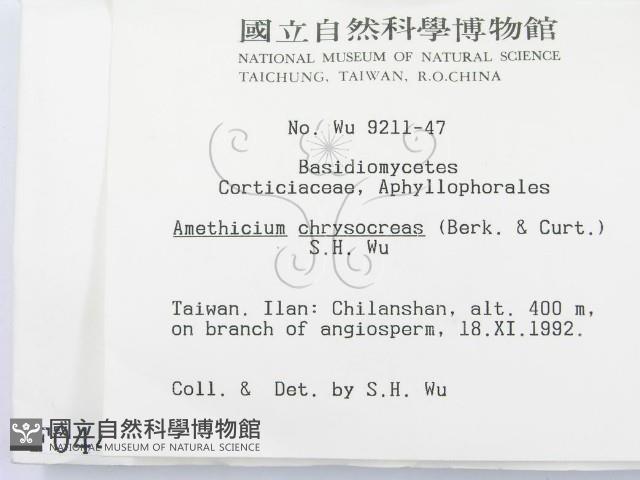 國立自然科學博物館
NATIONAL MUSEUM OF NATURAL SCIENCE
TAICHUNG, TAIWAN, R.O.CHINA
No. Wu 9211-47
Basidiomycetes
Corticiaceae, Aphyllophorales
Amethicium chrysocreas (Berk. & Curt.)
S.H. Wu
Taiwan. Ilan: Chilanshan, alt. 400 m,
on branch of angiosperm, 18.XI.1992.
Coll. & Det. by S.H. Wu
國立自然科學博物館
NATIONAL MUSEUM OF NATURAL SCIENCE